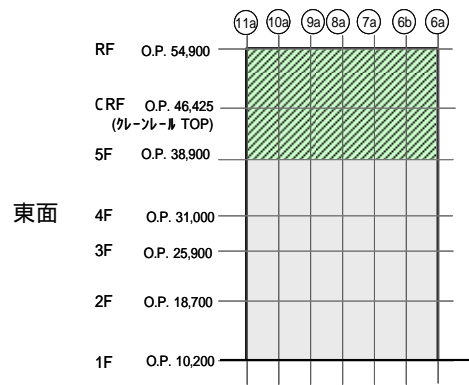 11a 10a 9a 8a 7a 6b 6a
RF O.P. 54,900
CRF O.P. 46,425
(ｸﾚｰﾝﾚｰﾙ TOP)
5F O.P. 38,900
東面
4F O.P. 31,000
3F O.P. 25,900
2F O.P. 18,700
1F O.P. 10,200